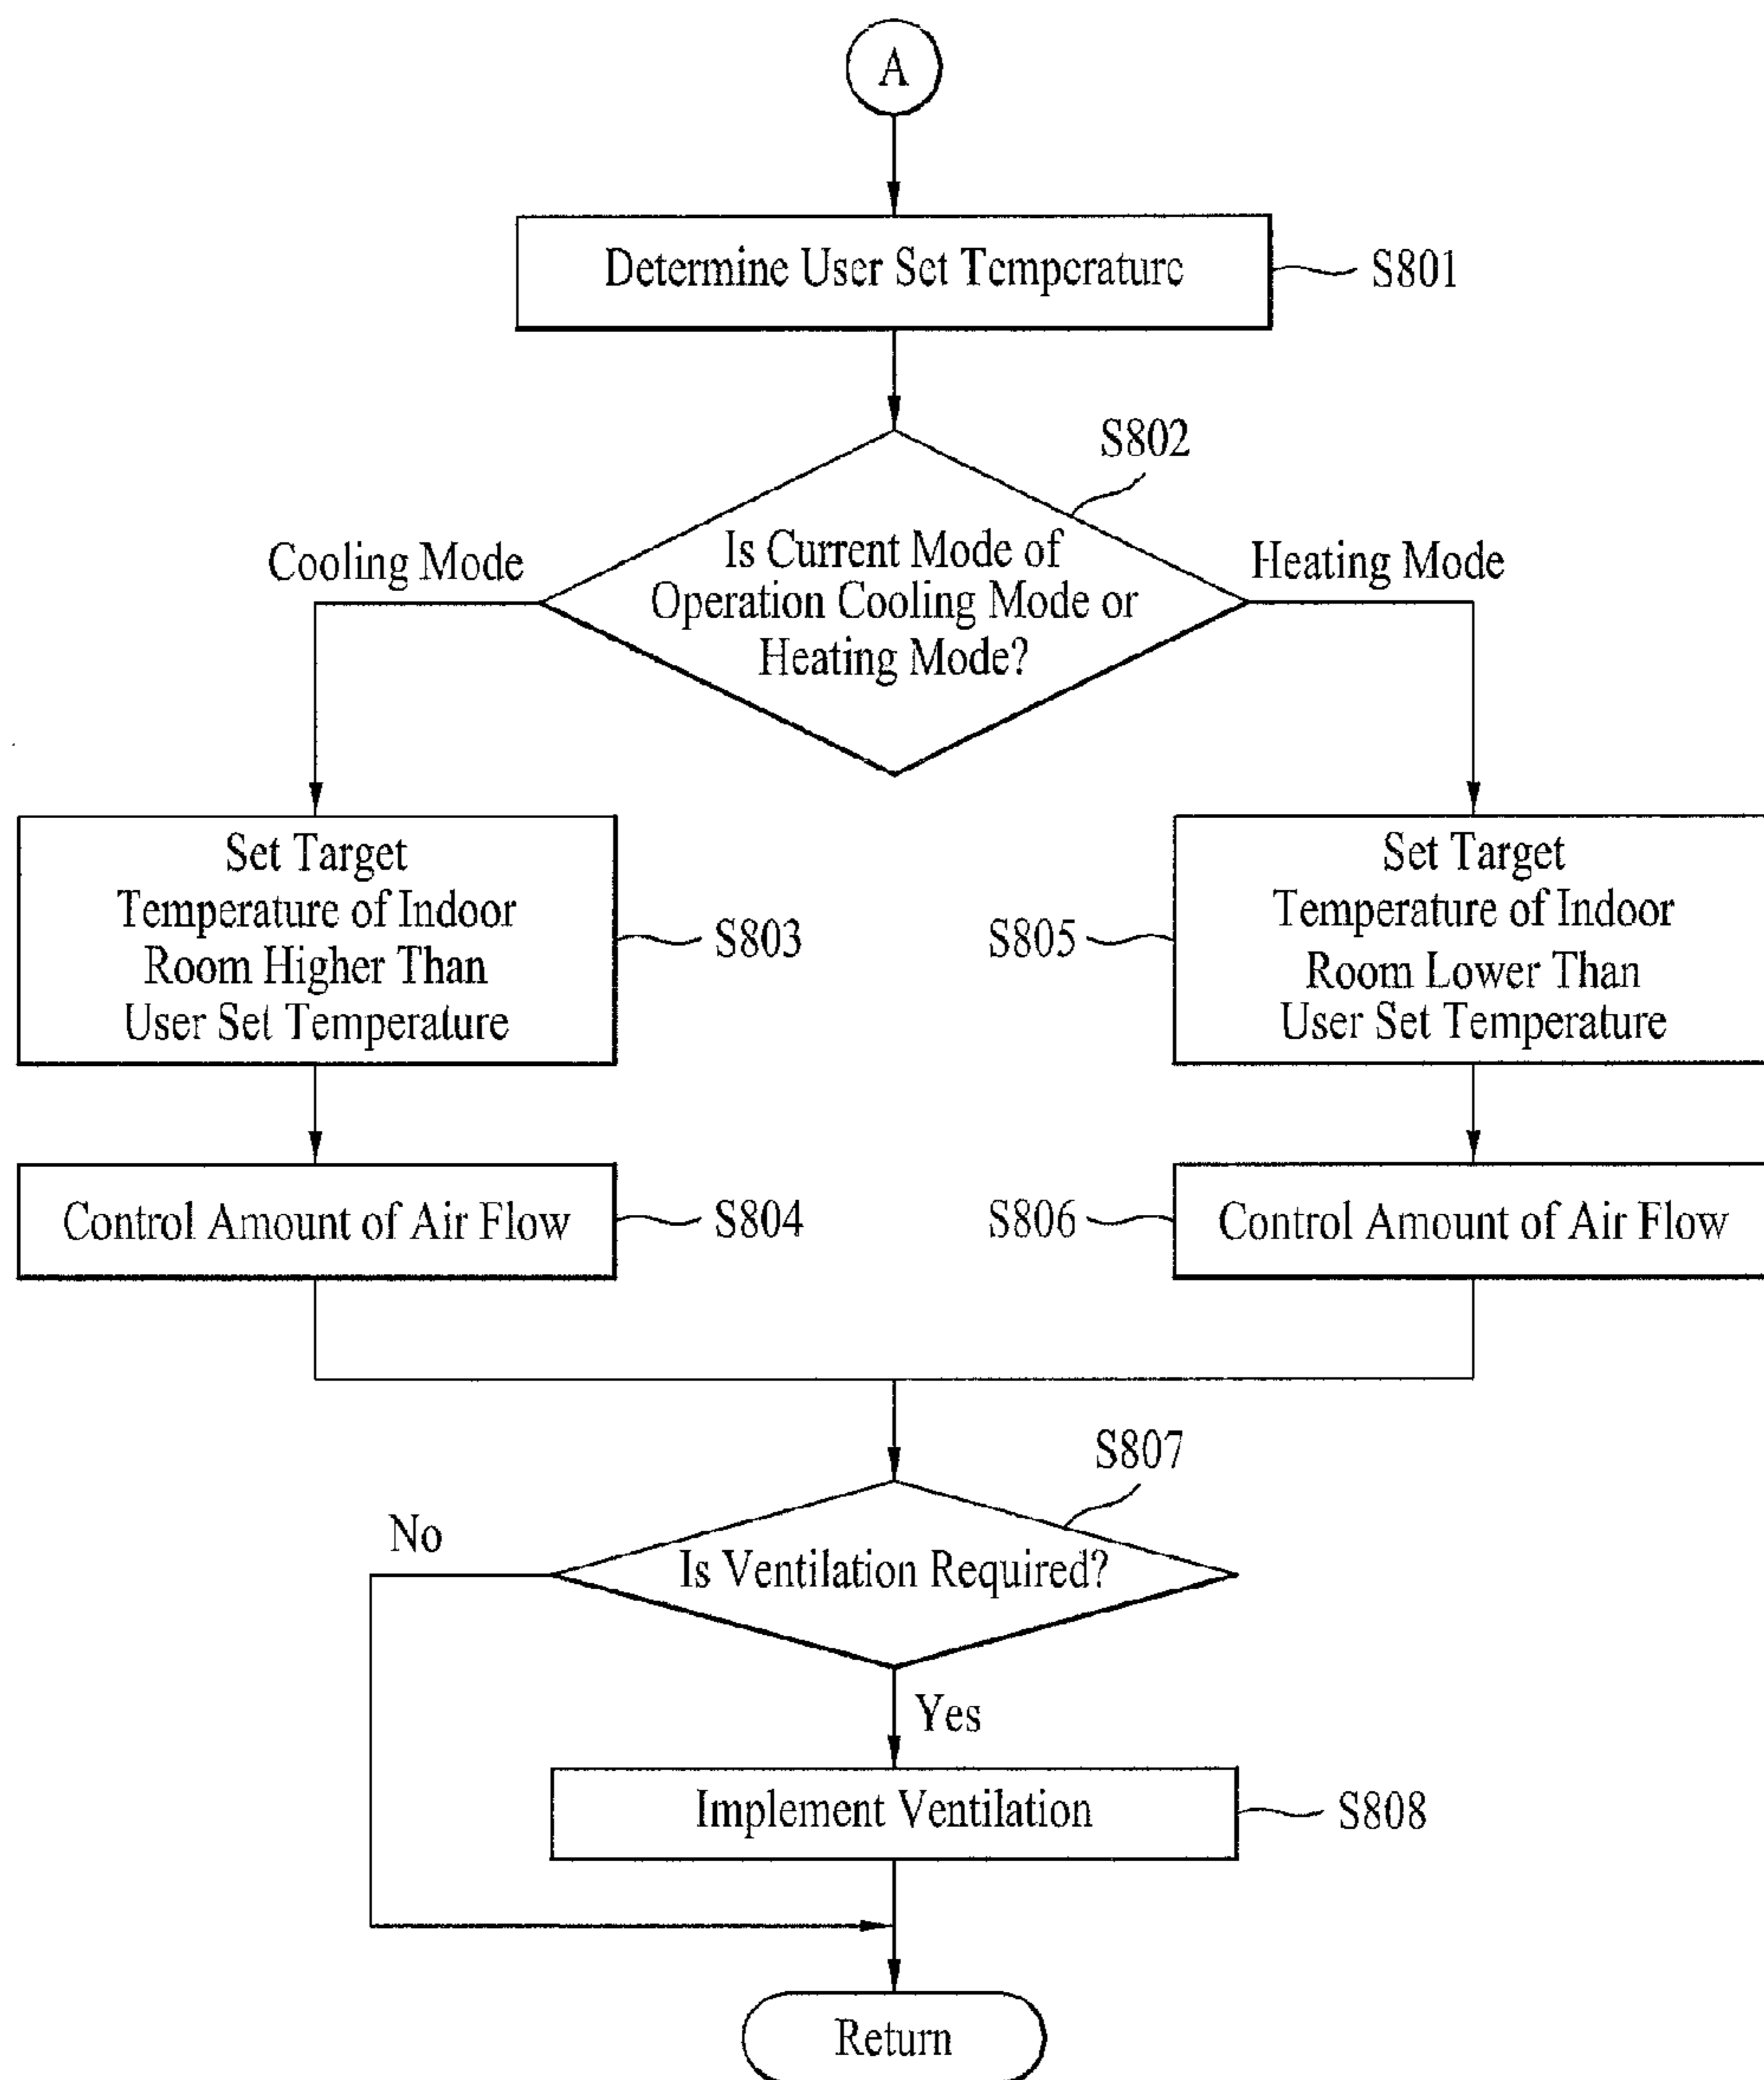 A
Determine User Set Temperature
S801
S802
Is Current Mode of
Operation Cooling Mode or
Heating Mode?
Cooling Mode
Heating Mode
Set Target
Temperature of Indoor
Room Higher Than
User Set Temperature
S803
S805
Set Target
Temperature of Indoor
Room Lower Than
User Set Temperature
Control Amount of Air Flow
S804
S806
Control Amount of Air Flow
S807
No
Is Ventilation Required?
Yes
Implement Ventilation
S808
Return